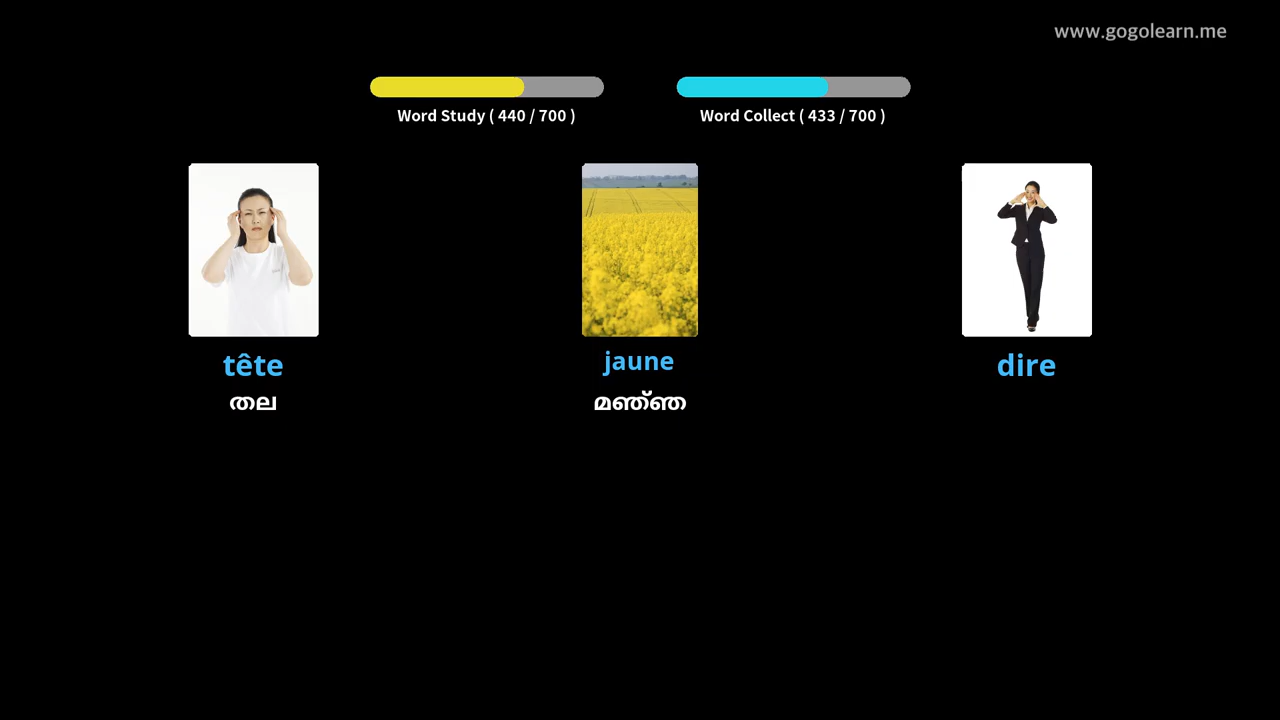 www.gogolearn.me
Word Study ( 440 / 700 )
Word Collect ( 433 / 700 )
tête
jaune
dire
തല
മഞ്ഞ